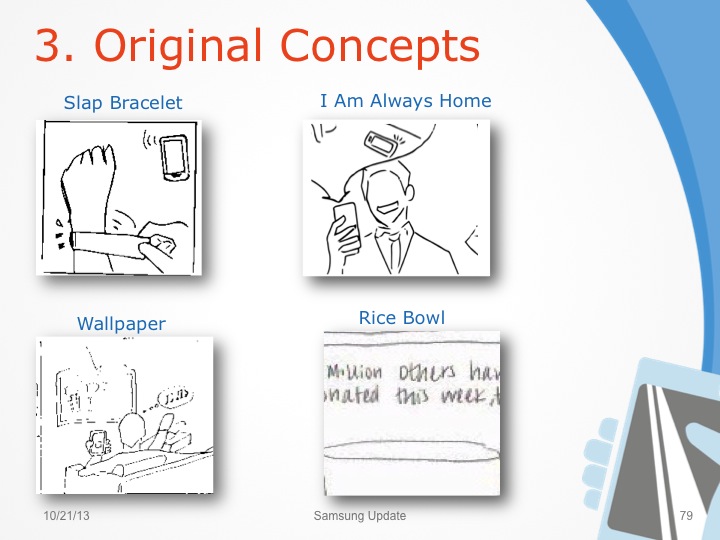 3. Original Concepts
Slap Bracelet
I Am Always Home
Wallpaper
Rice Bowl
Million others hav
nated this week,
10/21/13
Samsung Update
79